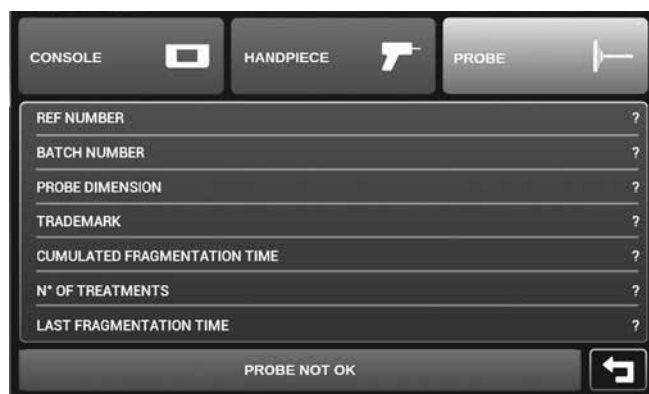 CONSOLE
HANDPIECE
PROBE
REF NUMBER ?
BATCH NUMBER ?
PROBE DIMENSION ?
TRADEMARK ?
CUMULATED FRAGMENTATION TIME ?
N° OF TREATMENTS ?
LAST FRAGMENTATION TIME ?
PROBE NOT OK